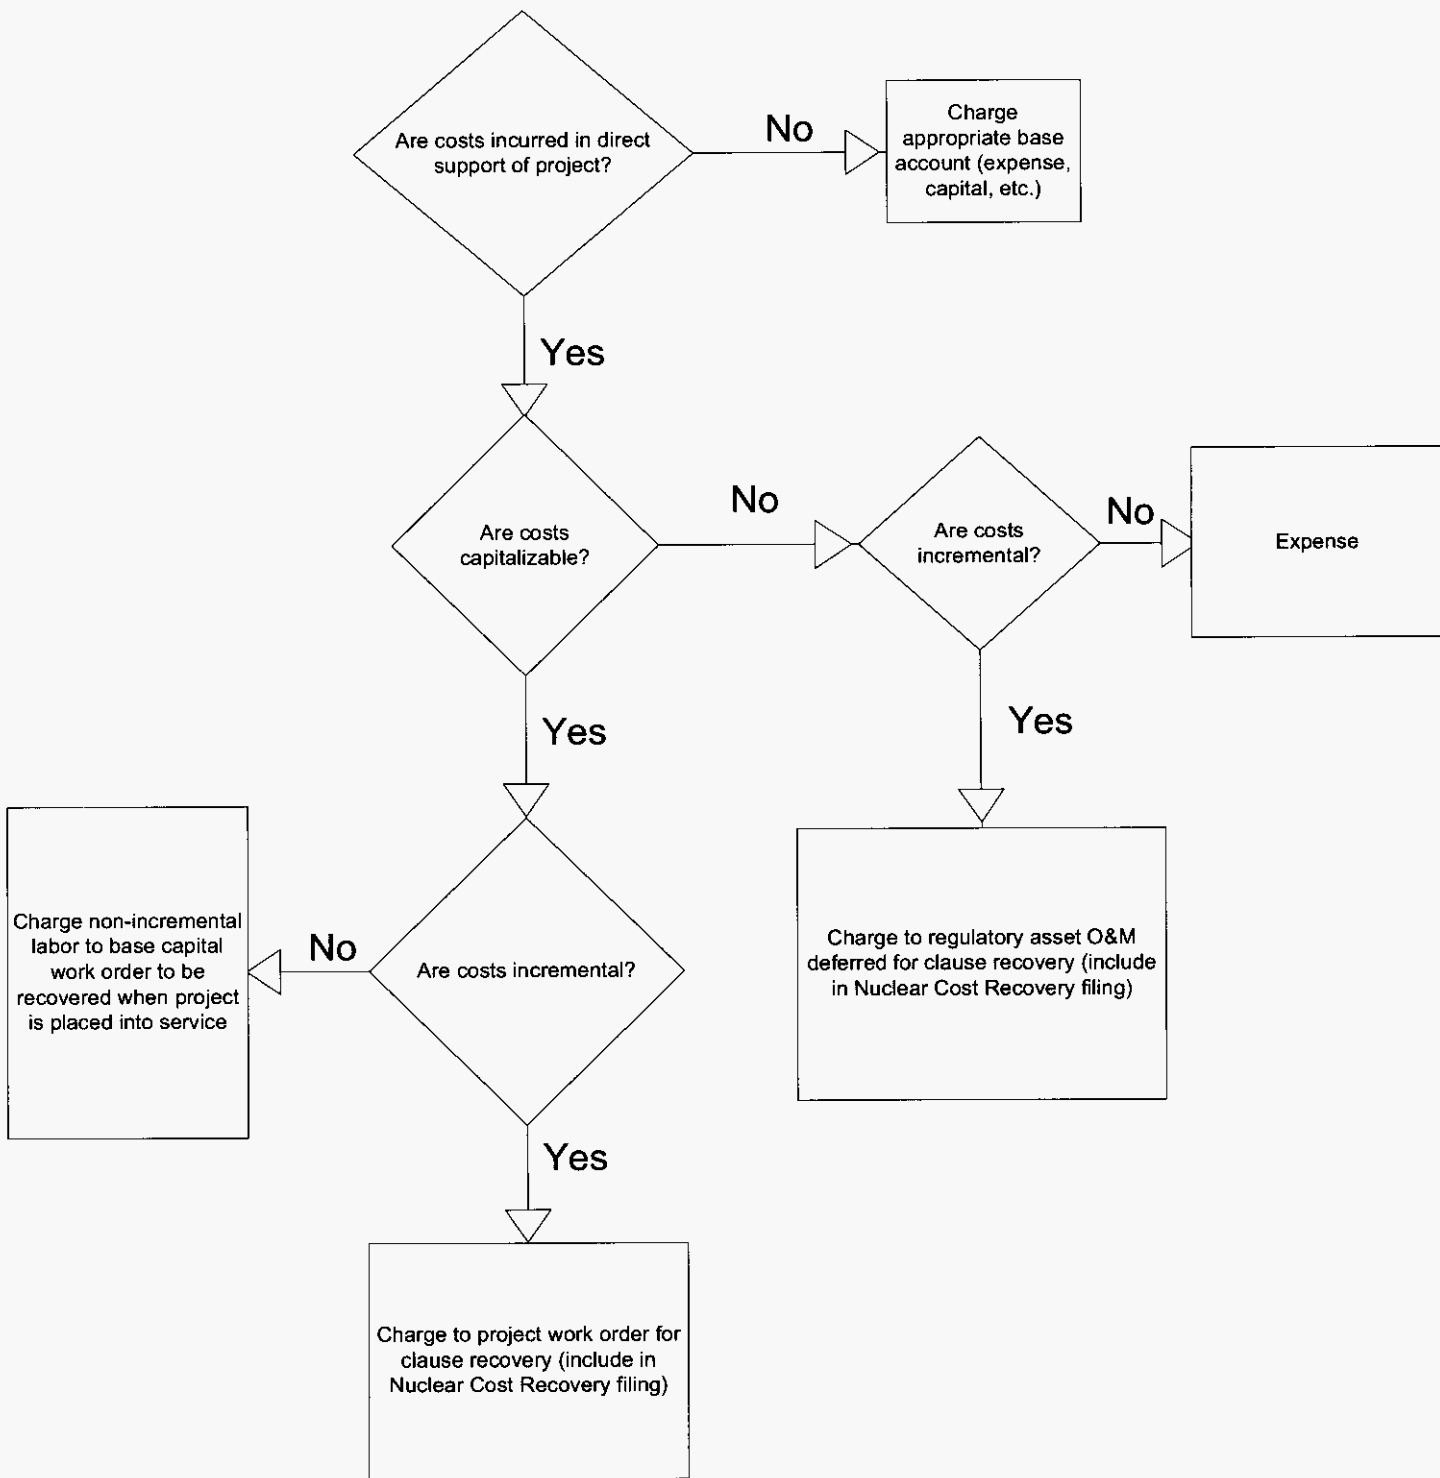 Are costs incurred in direct
support of project?
No
Charge
appropriate base
account (expense,
capital, etc.)
Yes
Are costs
capitalizable?
No
Are costs
incremental?
No
Expense
Yes
Yes
Charge non-incremental
labor to base capital
work order to be
recovered when project
is placed into service
No
Are costs incremental?
Charge to regulatory asset O&M
deferred for clause recovery (include
in Nuclear Cost Recovery filing)
Yes
Charge to project work order for
clause recovery (include in
Nuclear Cost Recovery filing)